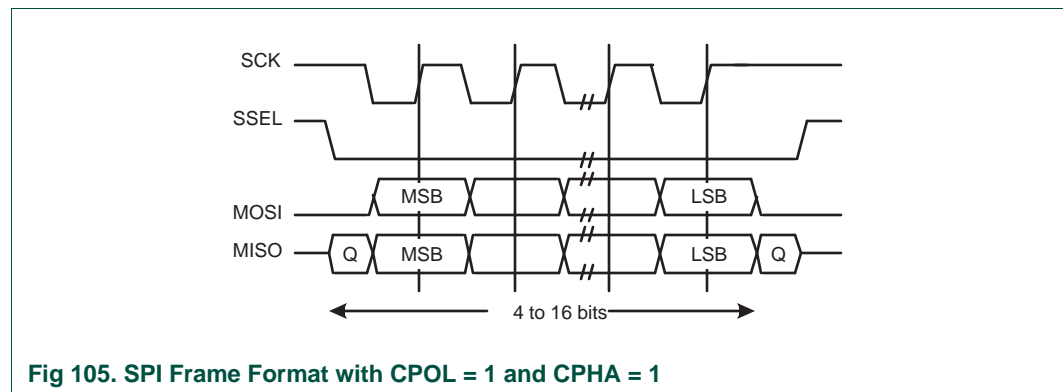 SCK
SSEL
MOSI MSB LSB
MISO Q MSB LSB Q
4 to 16 bits
Fig 105. SPI Frame Format with CPOL = 1 and CPHA = 1